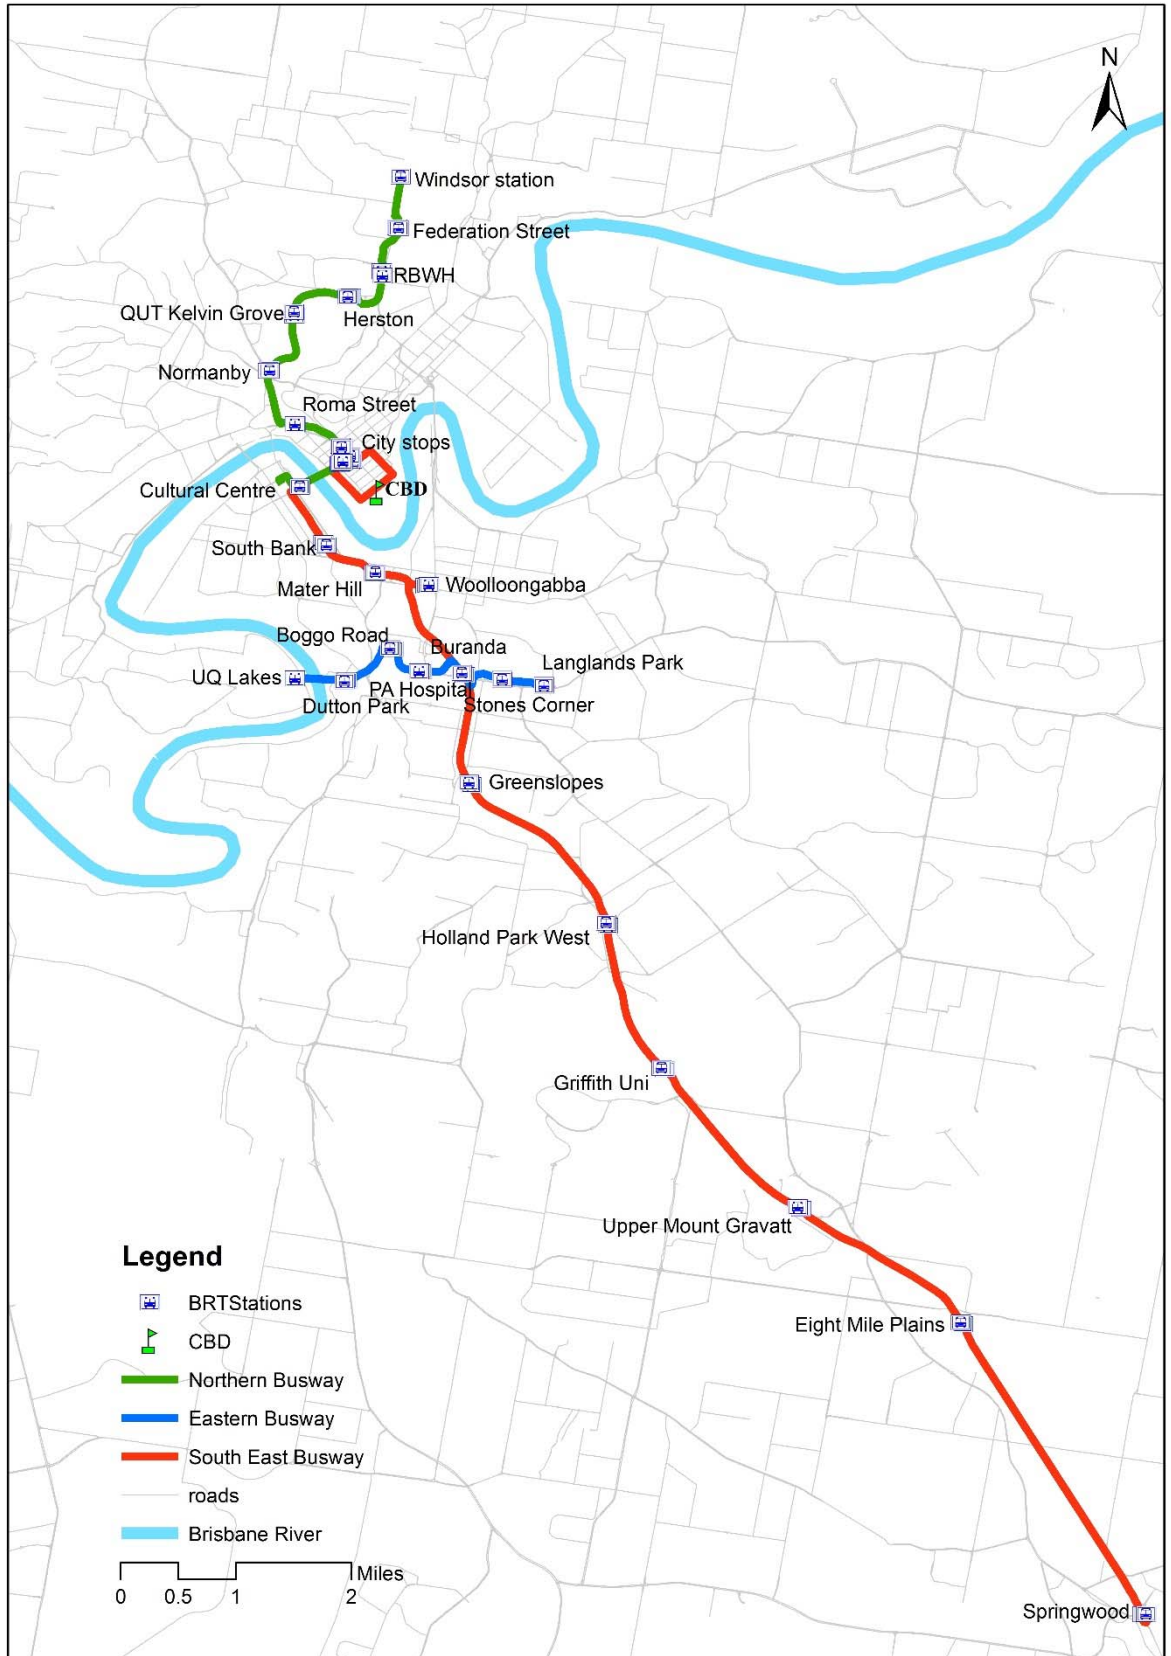 N
Windsor station
Federation Street
RBWH
QUT Kelvin Grove
Herston
Normanby
Roma Street
City stops
Cultural Centre
CBD
South Bank
Mater Hill
Woolloongabba
Boggo Road
Buranda
Langlands Park
UQ Lakes
PA Hospital
Dutton Park
Stones Corner
Greenslopes
Holland Park West
Griffith Uni
Upper Mount Gravatt
Eight Mile Plains
Springwood
Legend
BRTStations
CBD
Northern Busway
Eastern Busway
South East Busway
roads
Brisbane River
Miles
0 0.5 1 2